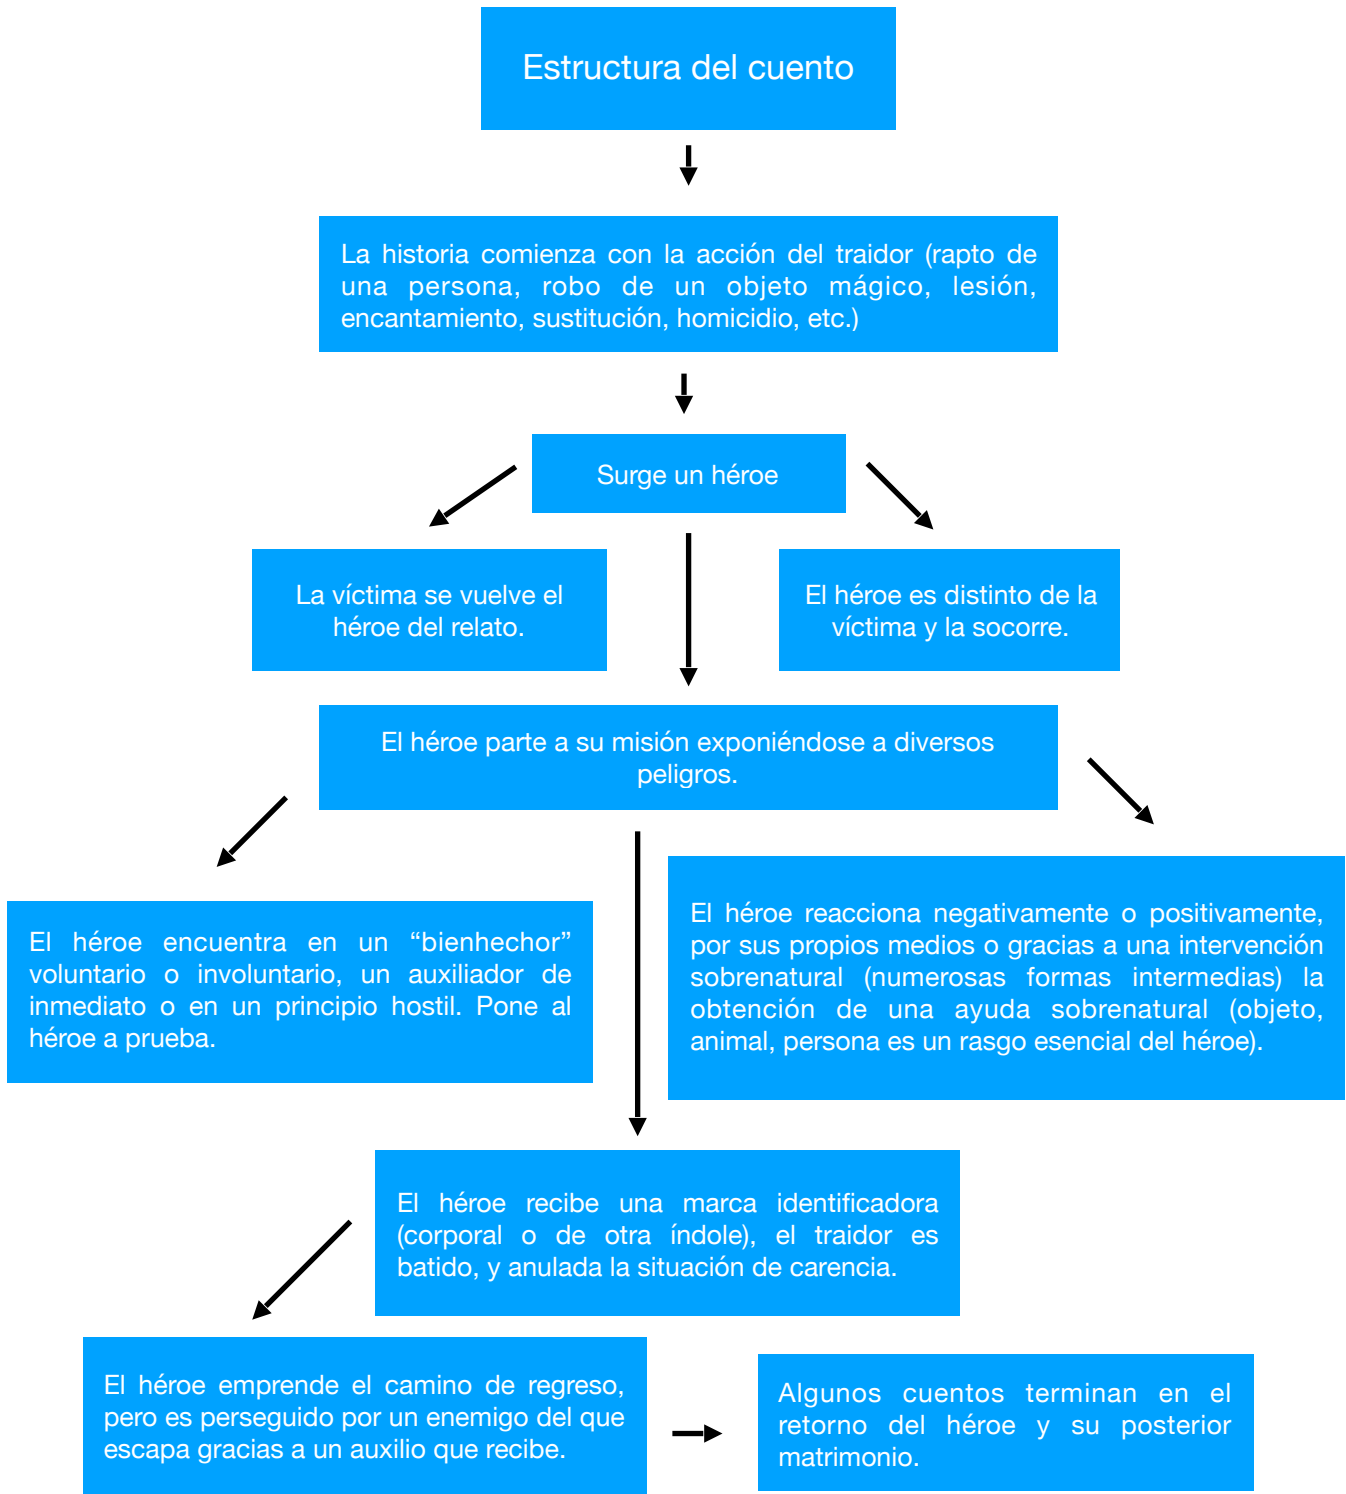 Estructura del cuento
La historia comienza con la acción del traidor (rapto de
una persona, robo de un objeto mágico, lesión,
encantamiento, sustitución, homicidio, etc.)
Surge un héroe
La víctima se vuelve el
héroe del relato.
El héroe es distinto de la
víctima y la socorre.
El héroe parte a su misión exponiéndose a diversos
peligros.
El héroe encuentra en un “bienhechor”
voluntario o involuntario, un auxiliador de
inmediato o en un principio hostil. Pone al
héroe a prueba.
El héroe reacciona negativamente o positivamente,
por sus propios medios o gracias a una intervención
sobrenatural (numerosas formas intermedias) la
obtención de una ayuda sobrenatural (objeto,
animal, persona es un rasgo esencial del héroe).
El héroe recibe una marca identificadora
(corporal o de otra índole), el traidor es
batido, y anulada la situación de carencia.
El héroe emprende el camino de regreso,
pero es perseguido por un enemigo del que
escapa gracias a un auxilio que recibe.
Algunos cuentos terminan en el
retorno del héroe y su posterior
matrimonio.